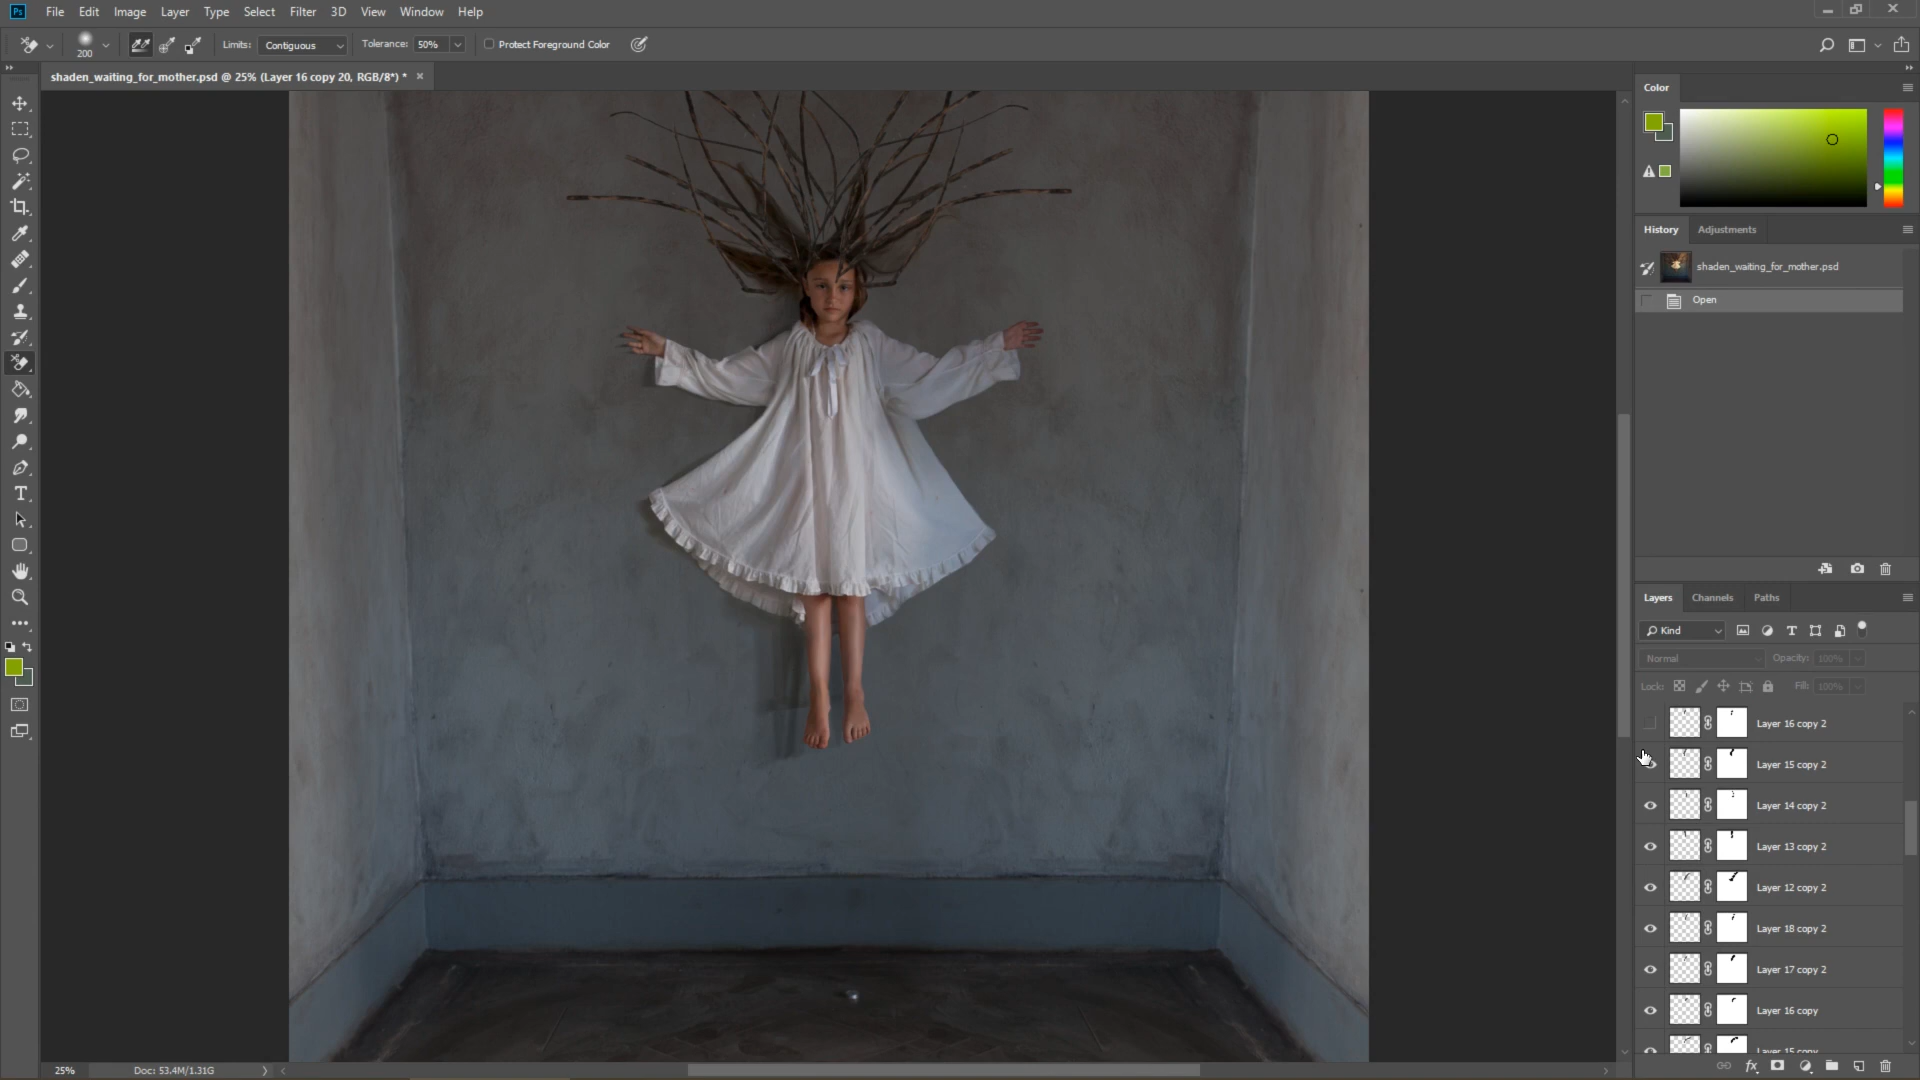 Ps File Edit Image Layer Type Select Filter 3D View Window Help
200 Limits: Contiguous Tolerance: 50% Protect Foreground Color
shaden_waiting_for_mother.psd @ 25% (Layer 16 copy 20, RGB/8*) *
Color
History Adjustments
shaden_waiting_for_mother.psd
Open
Layers Channels Paths
Kind
Normal Opacity: 100%
Lock: Fill: 100%
Layer 16 copy 2
Layer 15 copy 2
Layer 14 copy 2
Layer 13 copy 2
Layer 12 copy 2
Layer 18 copy 2
Layer 17 copy 2
Layer 16 copy
Layer 15 copy
25% Doc: 53.4M/1.31G